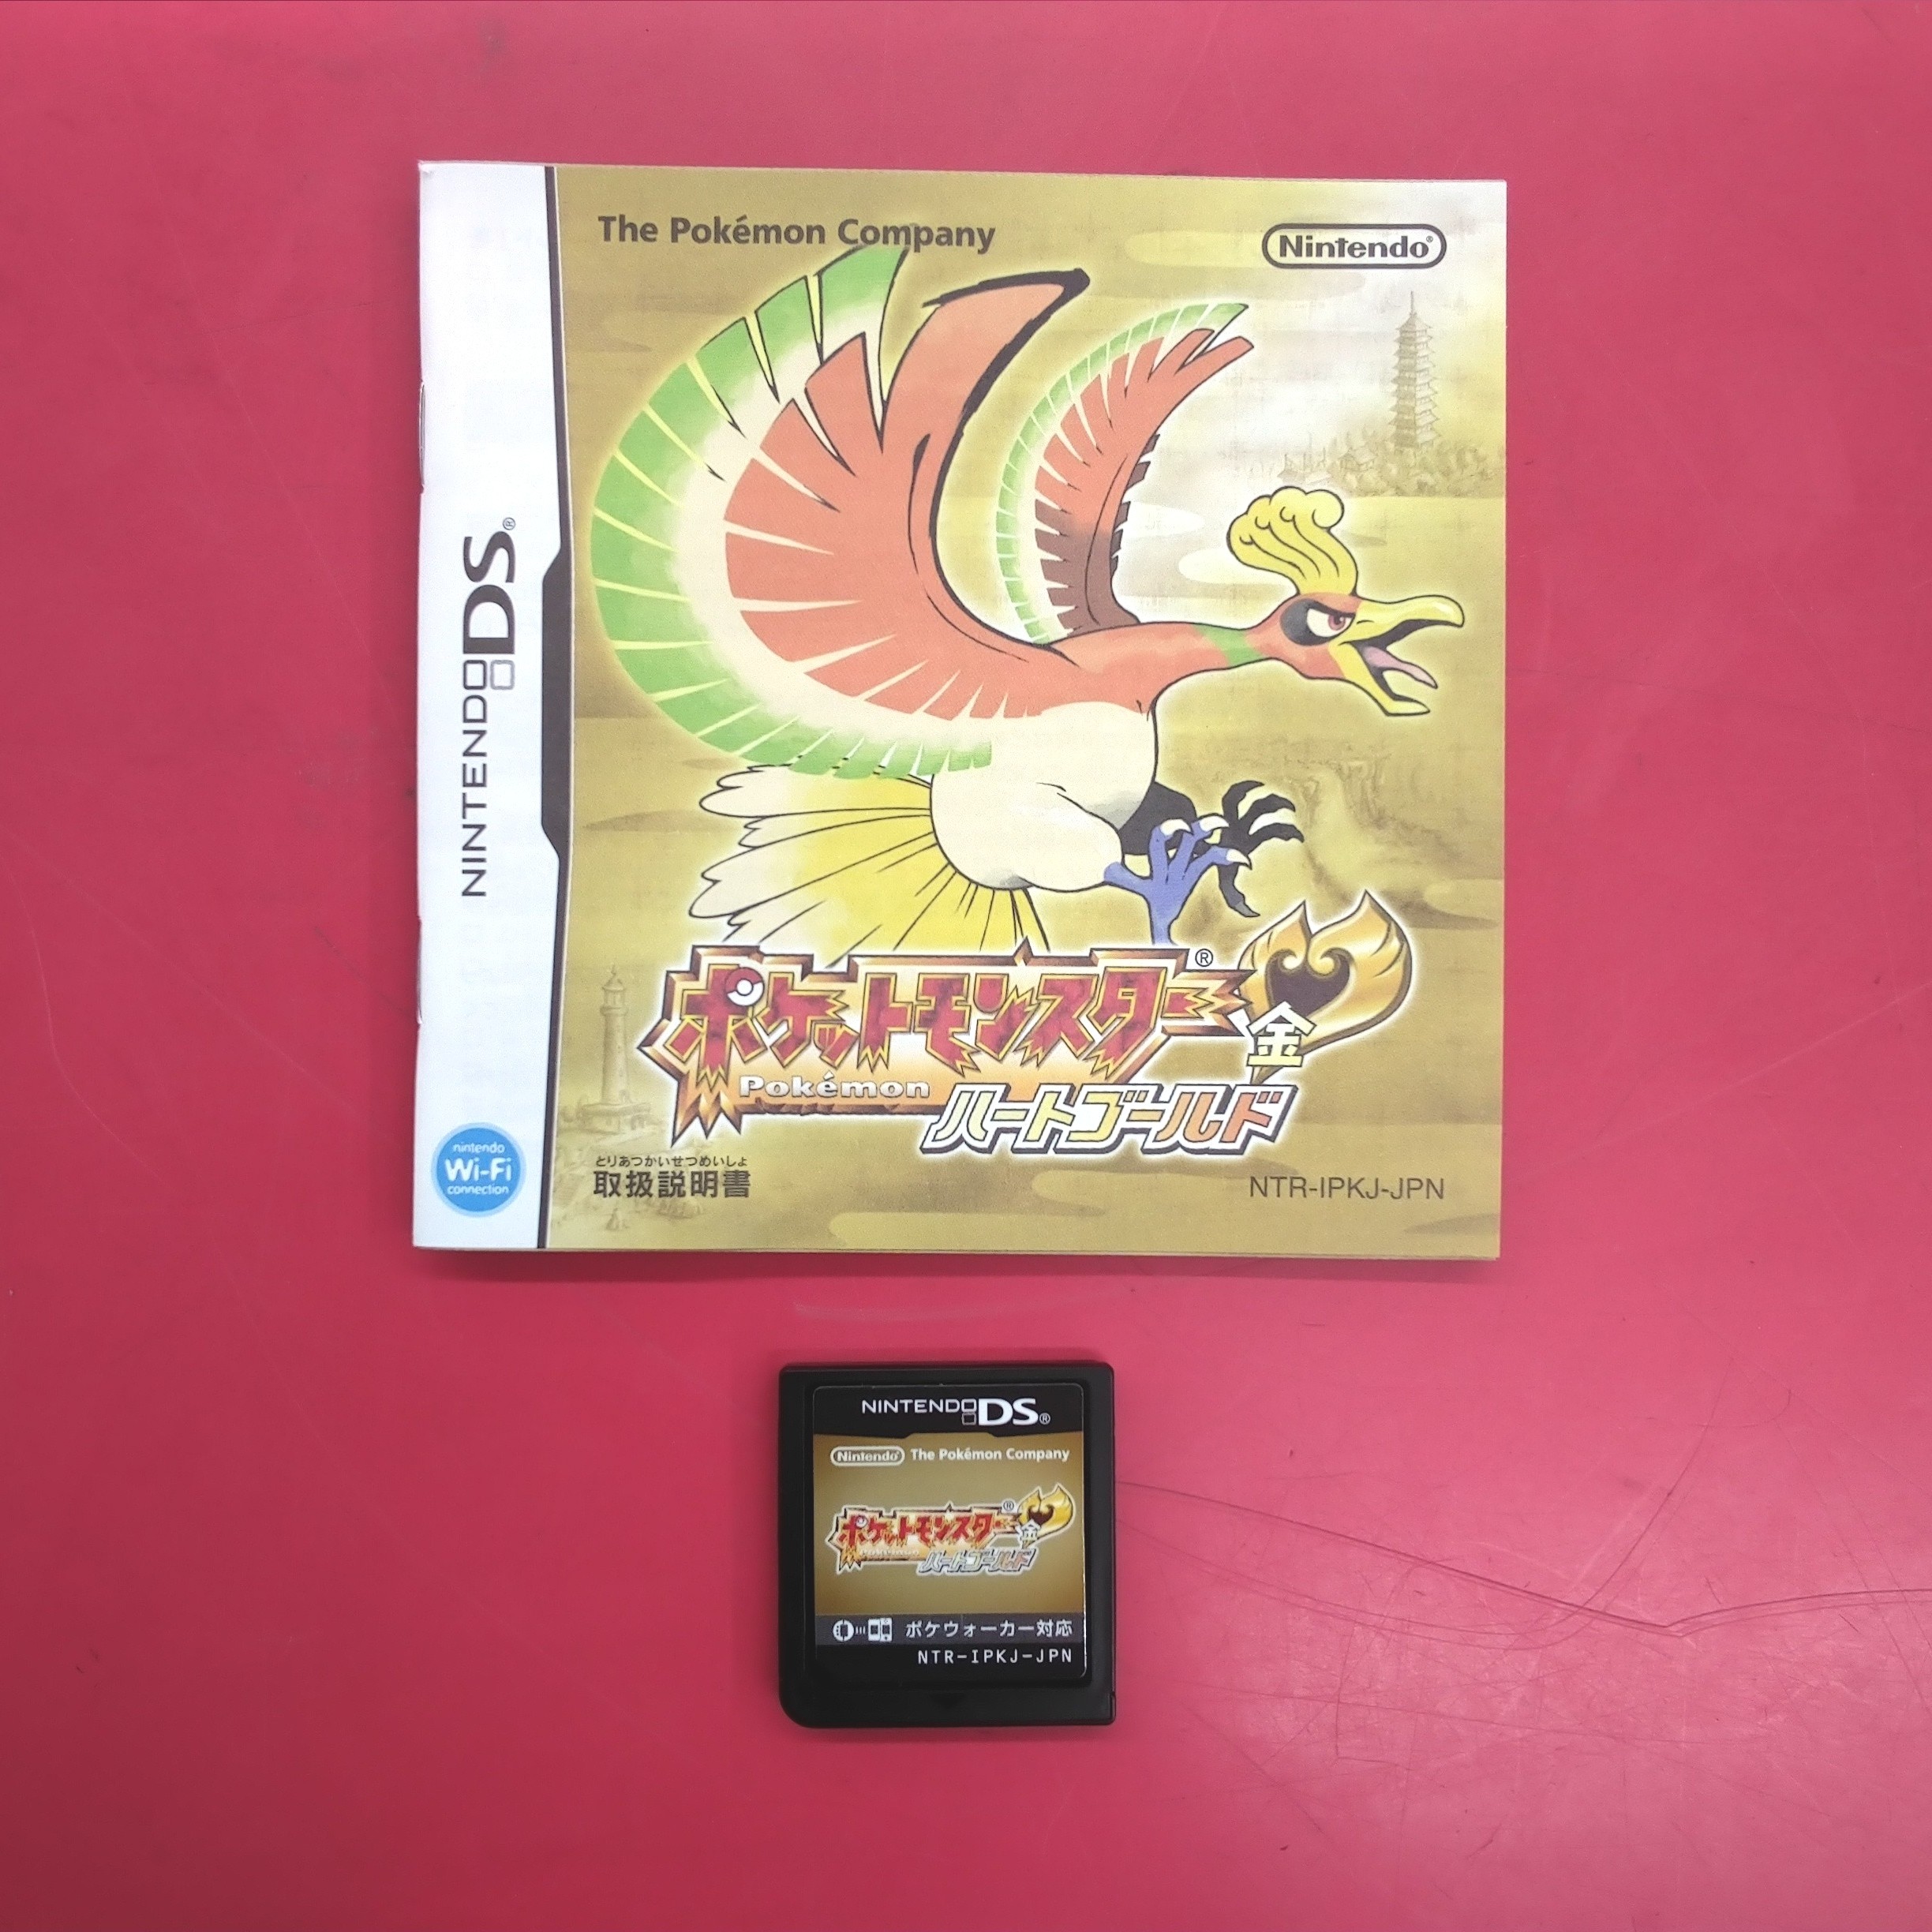 The Pokémon Company
Nintendo®
NINTENDO DS®
ポケットモンスター®
金
Pokémon
ハートゴールド
nintendo
Wi-Fi
connection
とりあつかいせつめいしょ
取扱説明書
NTR-IPKJ-JPN
NINTENDO DS®
Nintendo® The Pokémon Company
ポケットモンスター®
金
Pokémon
ハートゴールド
ポケウォーカー対応
NTR-IPKJ-JPN